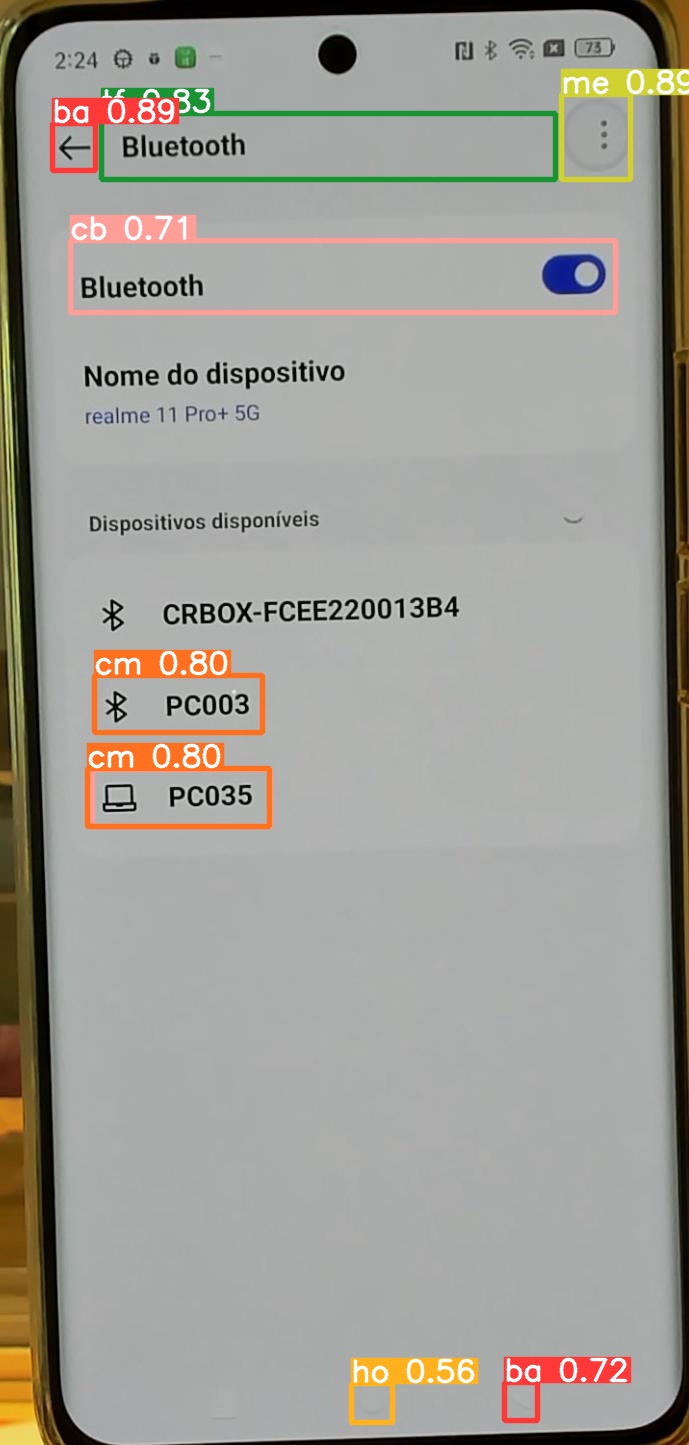 2:24
73
tf 0.83
me 0.89
ba 0.89
Bluetooth
cb 0.71
Bluetooth
Nome do dispositivo
realme 11 Pro+ 5G
Dispositivos disponíveis
CRBOX-FCEE220013B4
cm 0.80
PC003
cm 0.80
PC035
ho 0.56
ba 0.72